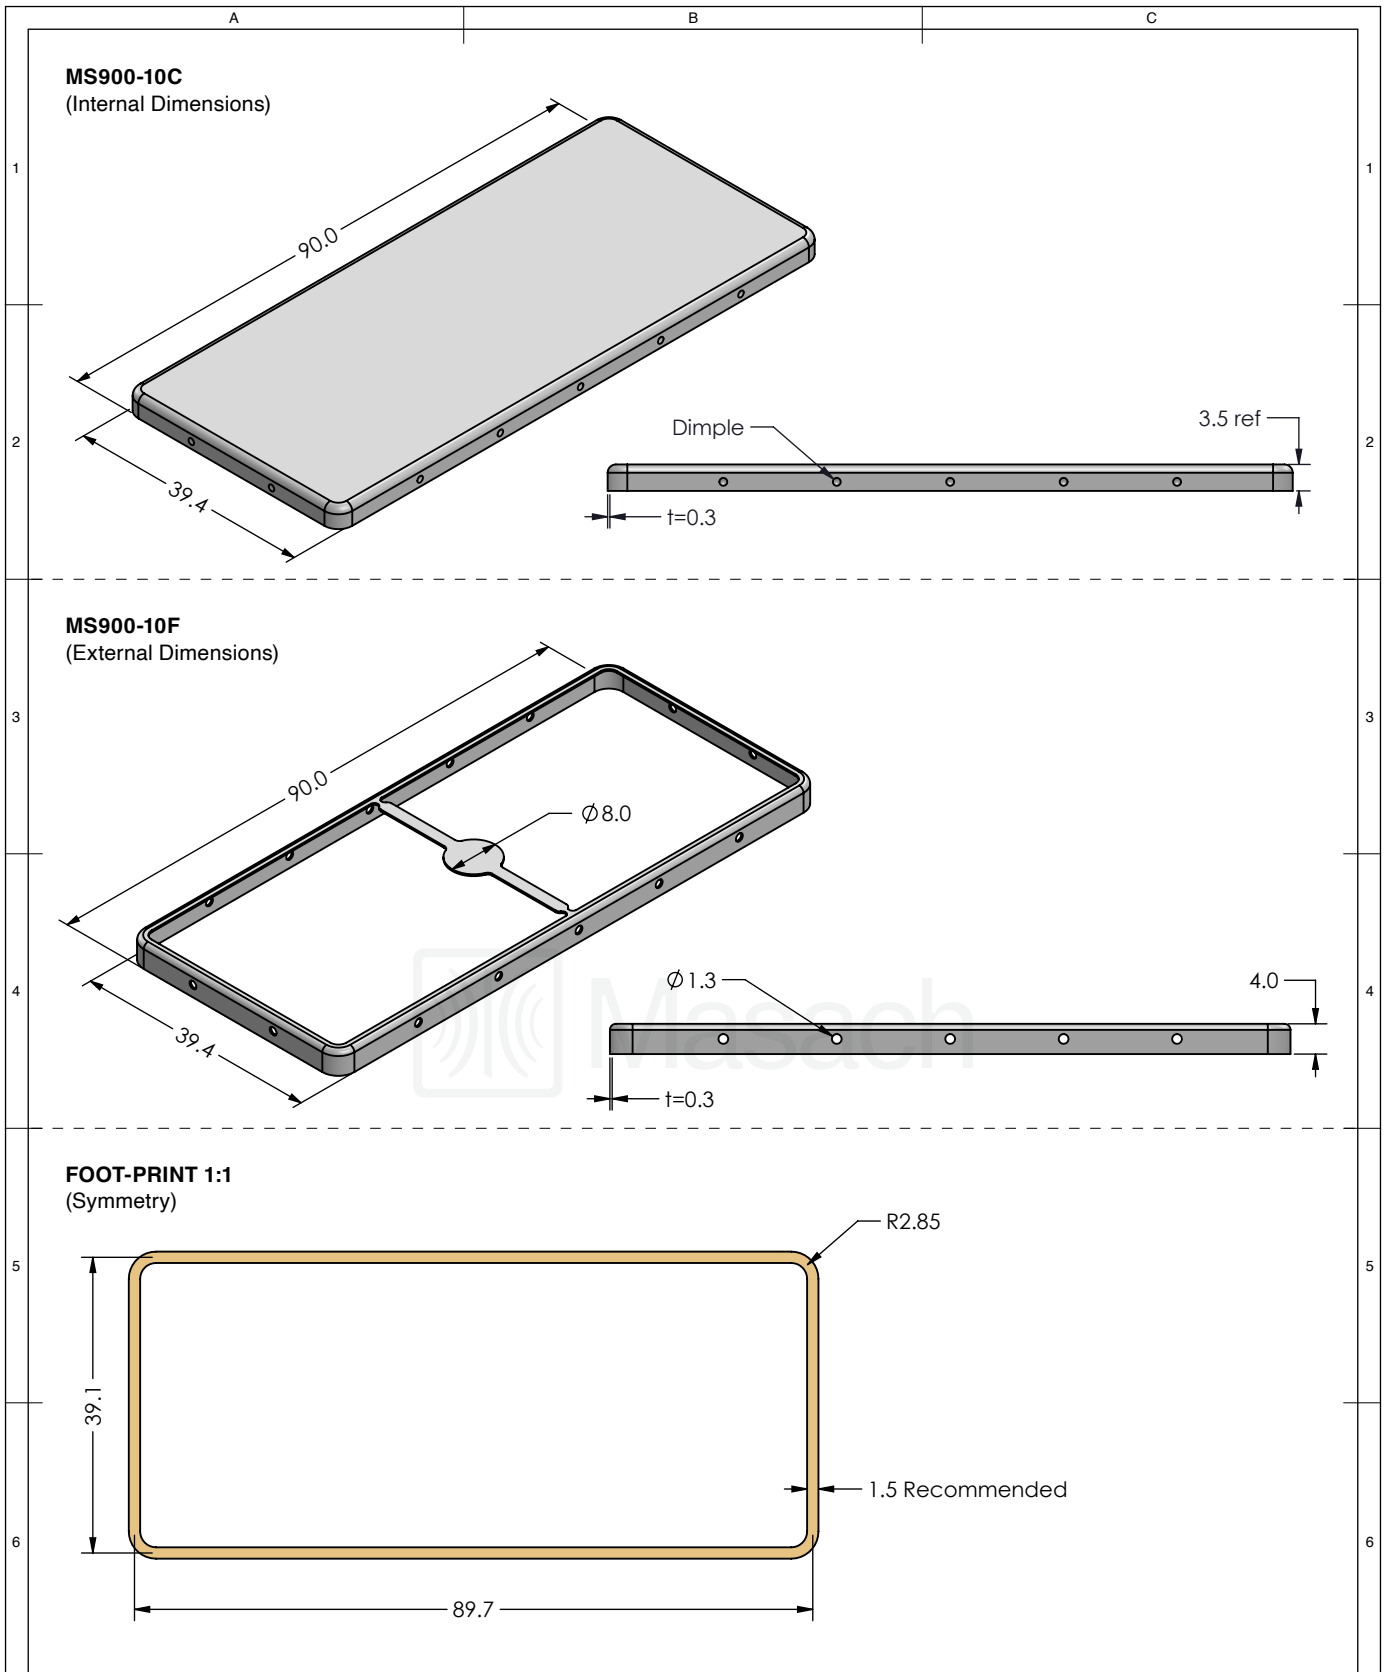 A B C
MS900-10C
(Internal Dimensions)
1 1
90.0
39.4
2 2
Dimple
3.5 ref
t=0.3
MS900-10F
(External Dimensions)
3 3
90.0
Ø8.0
39.4
4 4
Ø1.3
4.0
Masach
t=0.3
FOOT-PRINT 1:1
(Symmetry)
R2.85
5 5
39.1
1.5 Recommended
6 6
89.7